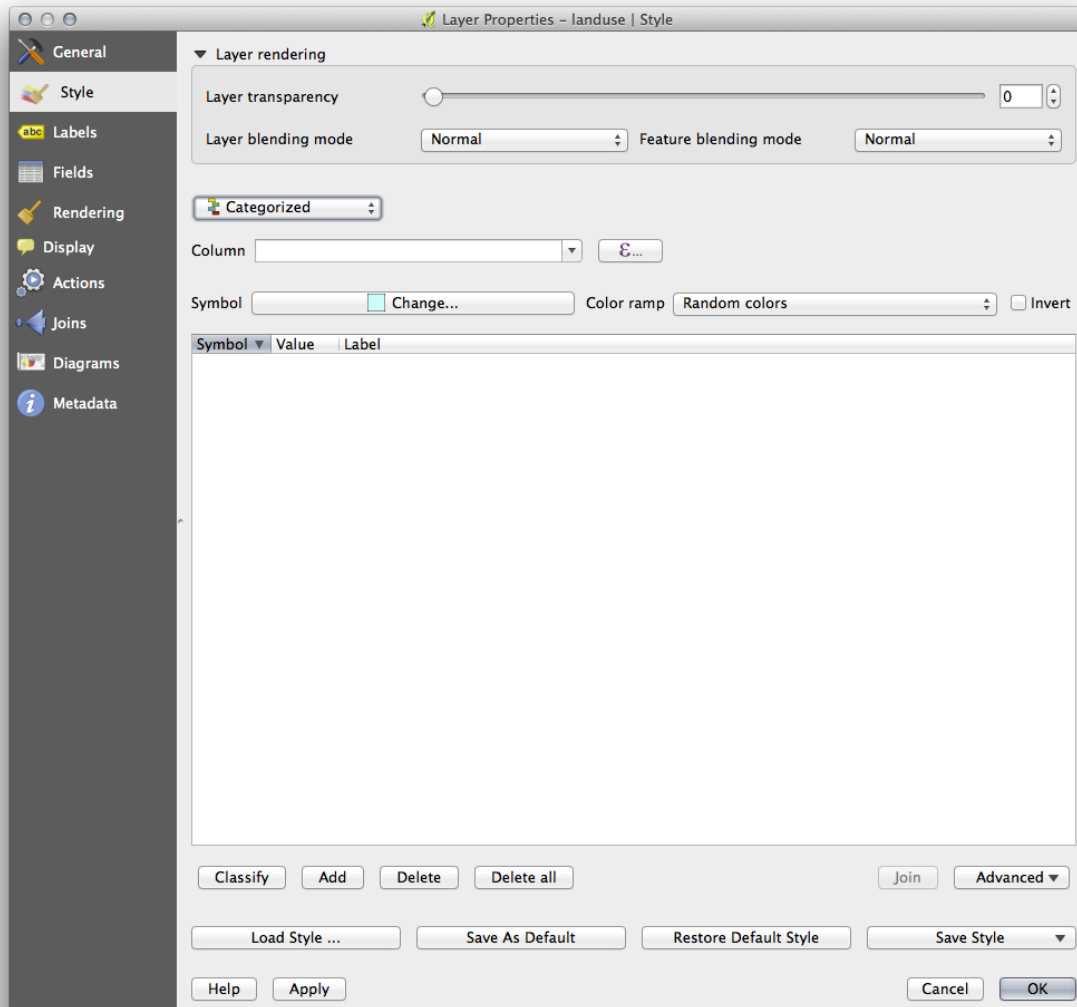 Layer Properties – landuse | Style
General
Style
abc Labels
Fields
Rendering
Display
Actions
Joins
i Metadata
Diagrams
Layer rendering
Layer transparency 0
Layer blending mode Normal Feature blending mode Normal
Categorized
Column ε...
Symbol Change... Color ramp Random colors Invert
Symbol Value Label
Classify Add Delete Delete all Join Advanced
Load Style ... Save As Default Restore Default Style Save Style
Help Apply Cancel OK